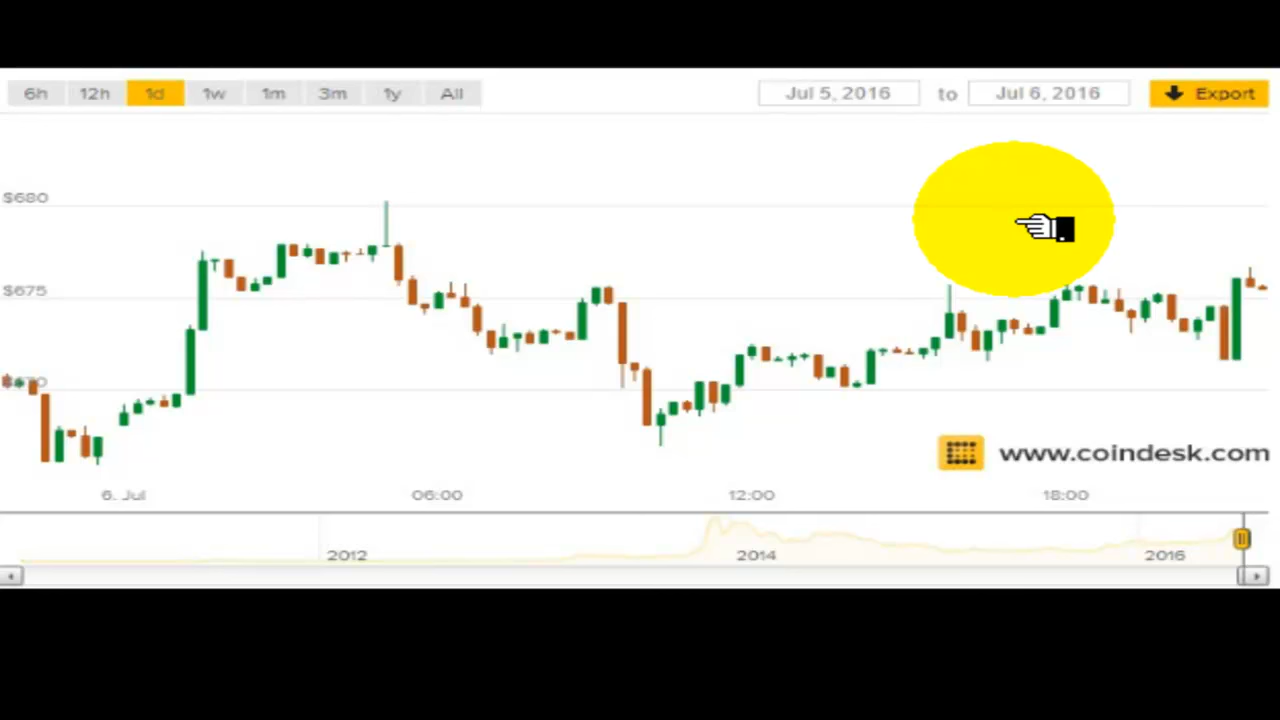 6h 12h 1d 1w 1m 3m 1y All Jul 5, 2016 to Jul 6, 2016 Export
$680
$675
$670
www.coindesk.com
6. Jul 06:00 12:00 18:00
2012 2014 2016